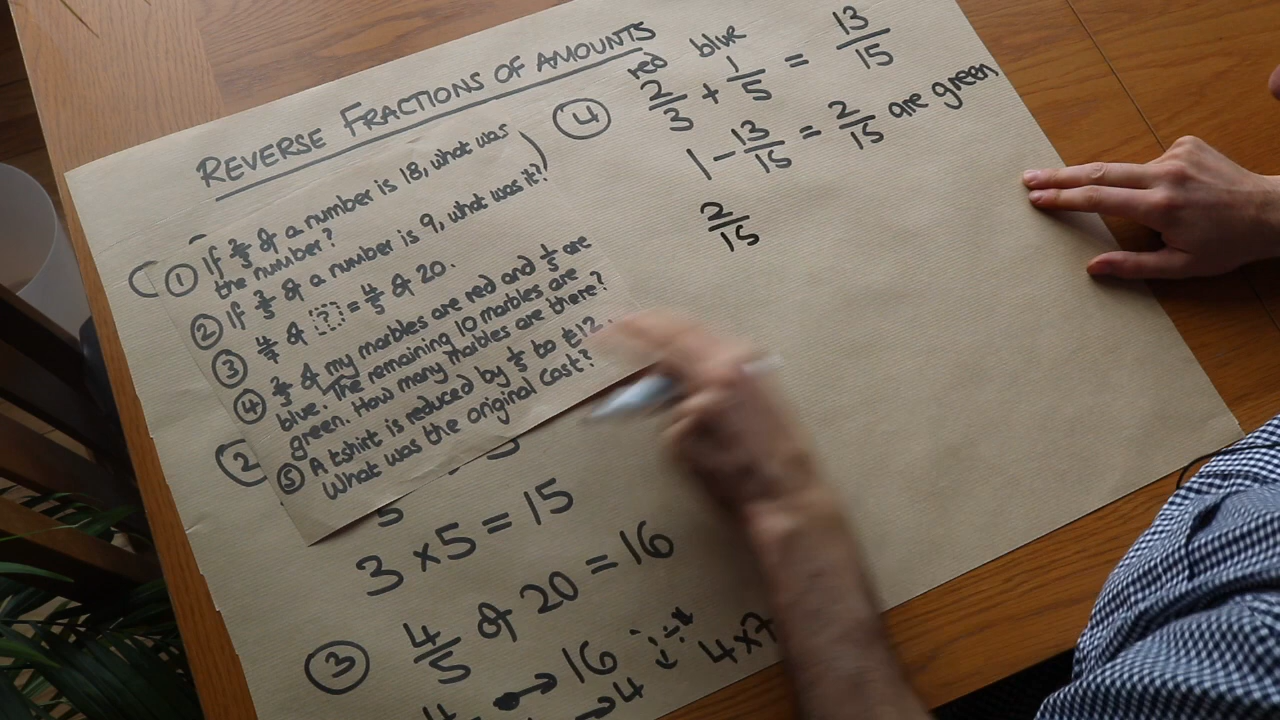 REVERSE FRACTIONS OF AMOUNTS
① If 2/5 of a number is 18, what was
the number?
② If 3/5 of a number is 9, what was it?
③ 4/7 of [?] = 4/5 of 20.
④ 2/3 of my marbles are red and 1/5 are
blue. The remaining 10 marbles are
green. How many marbles are there?
⑤ A tshirt is reduced by 1/5 to £12.
What was the original cost?
②
3 × 5 = 15
③ 4/5 of 20 = 16
16
4 4 × 7
④ red blue
2/3 + 1/5 = 13/15
1 - 13/15 = 2/15 are green
2/15